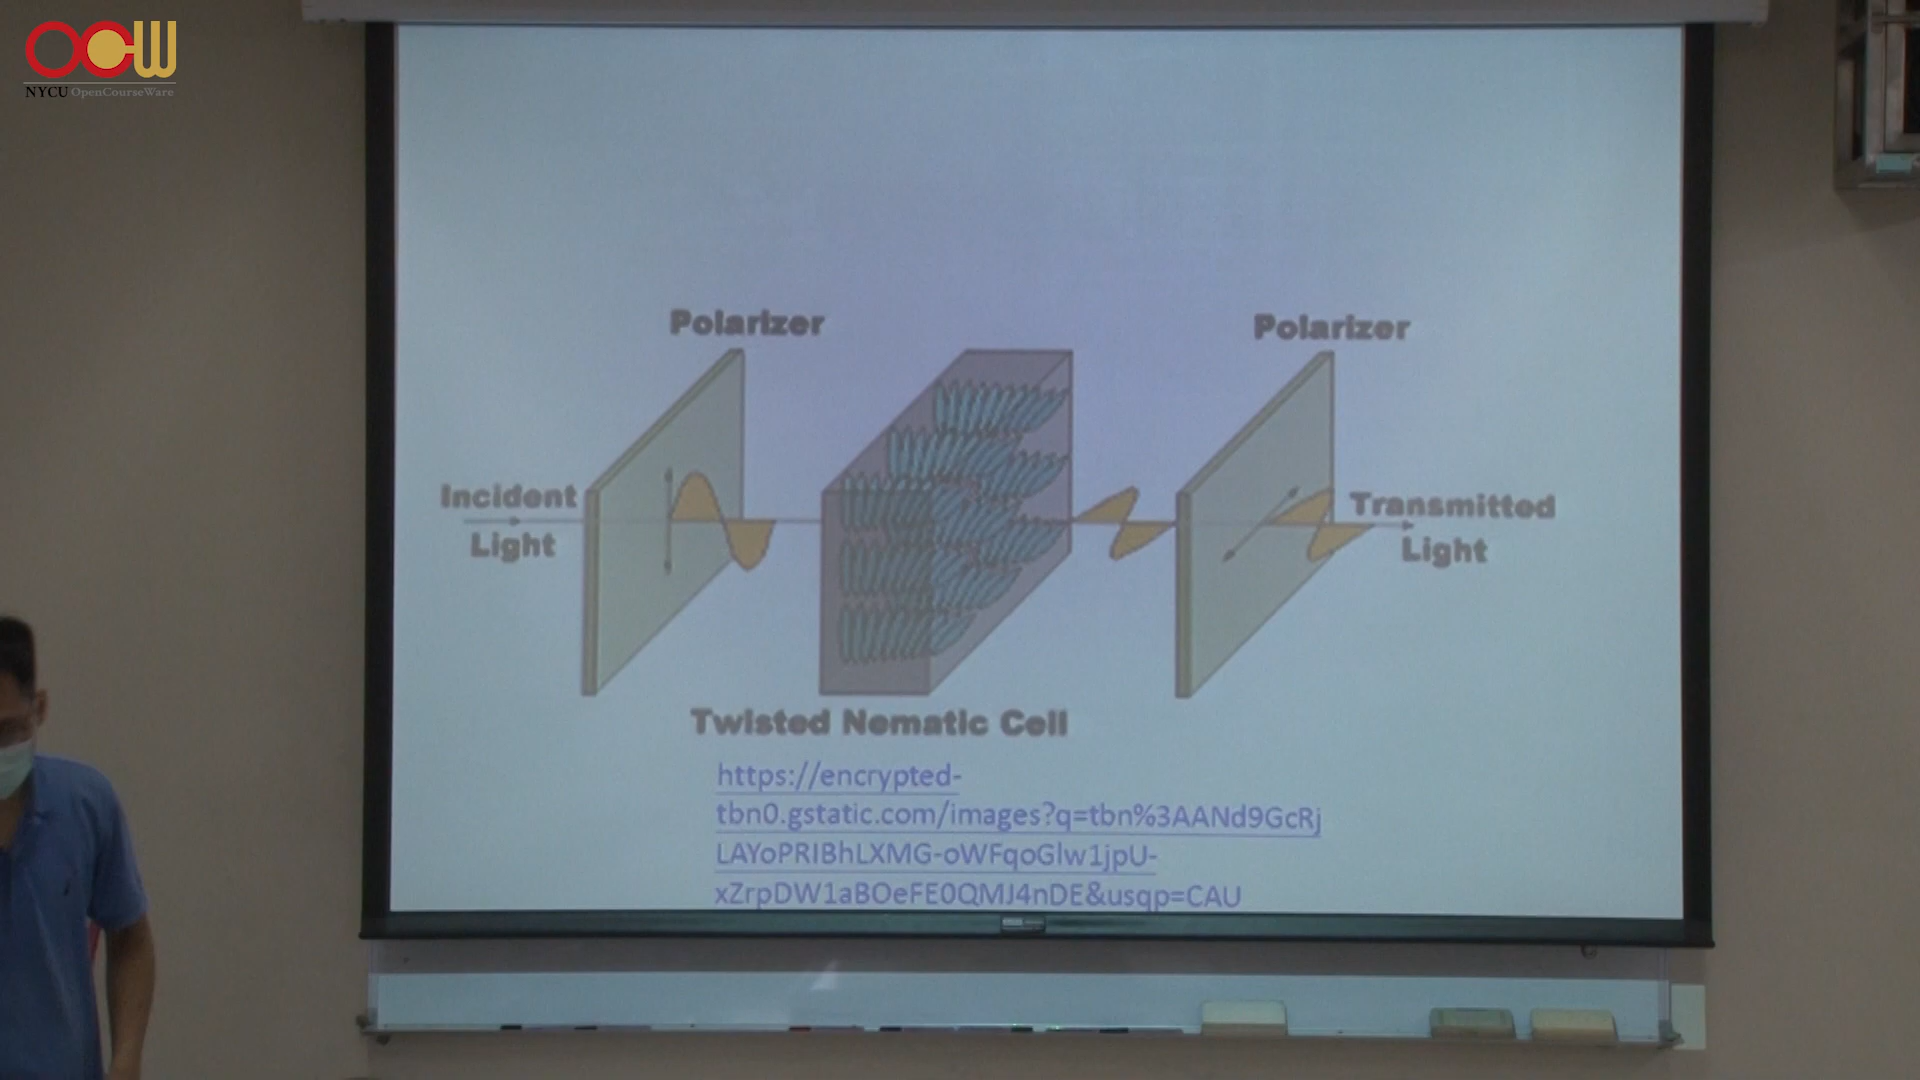 OCW
NYCU OpenCourseWare
Polarizer
Polarizer
Incident
Light
Transmitted
Light
Twisted Nematic Cell
https://encrypted-
tbn0.gstatic.com/images?q=tbn%3AANd9GcRj
LAYoPRIBhLXMG-oWFqoGlw1jpU-
xZrpDW1aBOeFE0QMJ4nDE&usqp=CAU